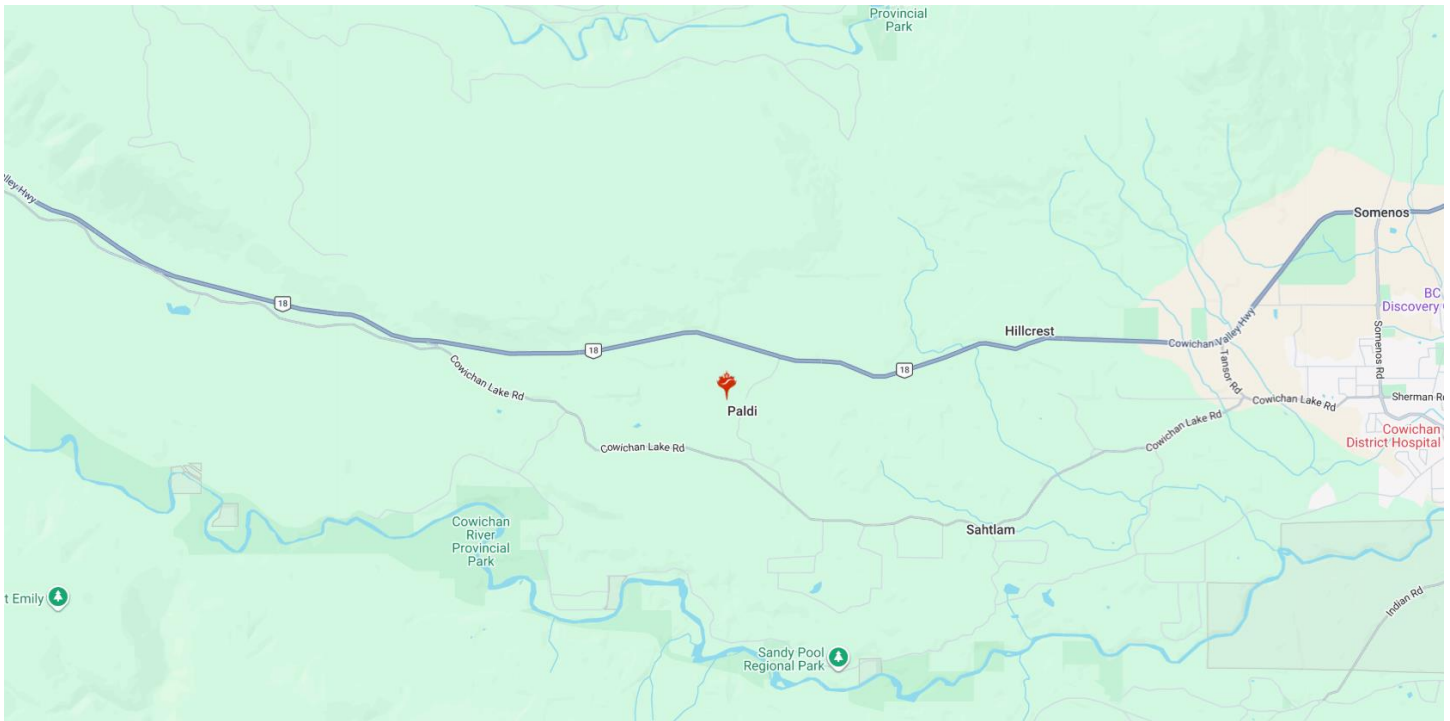 Provincial
Park
lley Hwy
Somenos
BC
Discovery
18
18
18
Hillcrest
Cowichan Valley Hwy
Somenos Rd
Tansor Rd
Cowichan Lake Rd
Paldi
Cowichan Lake Rd
Sherman R
Cowichan Lake Rd
Cowichan Lake Rd
Cowichan
District Hospital
Cowichan
River
Provincial
Park
Sahtlam
t Emily
Indian Rd
Sandy Pool
Regional Park